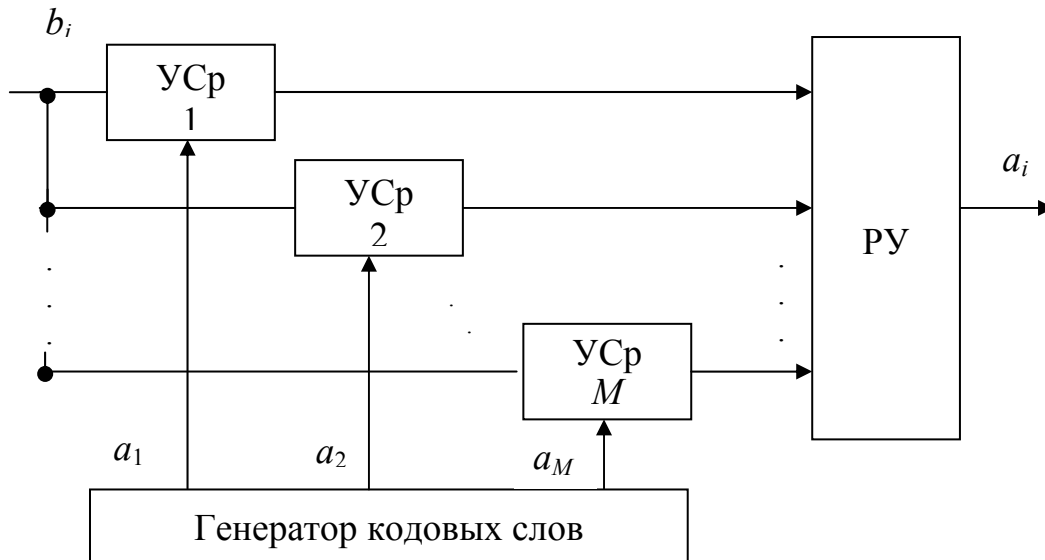 b_i
УСр
1
УСр
2
УСр
M
РУ
a_i
a_1
a_2
a_M
Генератор кодовых слов